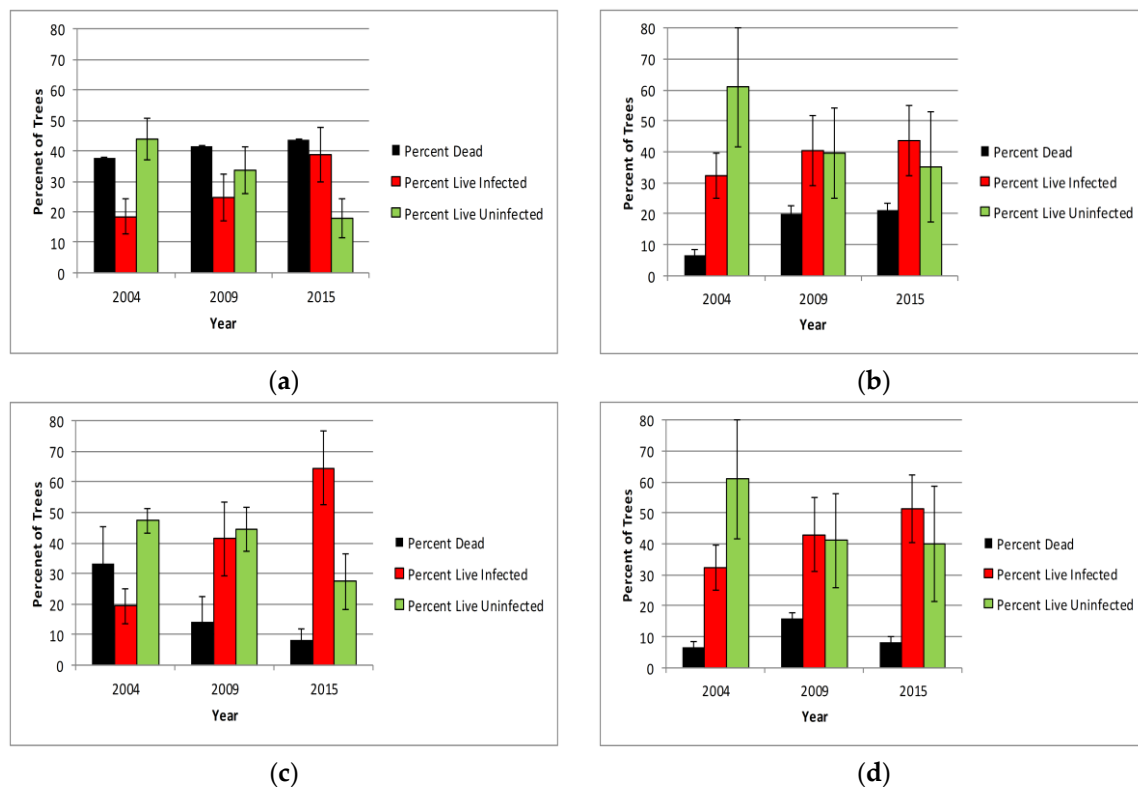 80
70
60
50
40
30
20
10
0
Percenet of Trees
2004
2009
2015
Year
Percent Dead
Percent Live Infected
Percent Live Uninfected
(a)
80
70
60
50
40
30
20
10
0
Percent of Trees
2004
2009
2015
Year
Percent Dead
Percent Live Infected
Percent Live Uninfected
(b)
80
70
60
50
40
30
20
10
0
Percenet of Trees
2004
2009
2015
Year
Percent Dead
Percent Live Infected
Percent Live Uninfected
(c)
80
70
60
50
40
30
20
10
0
Percent of Trees
2004
2009
2015
Year
Percent Dead
Percent Live Infected
Percent Live Uninfected
(d)